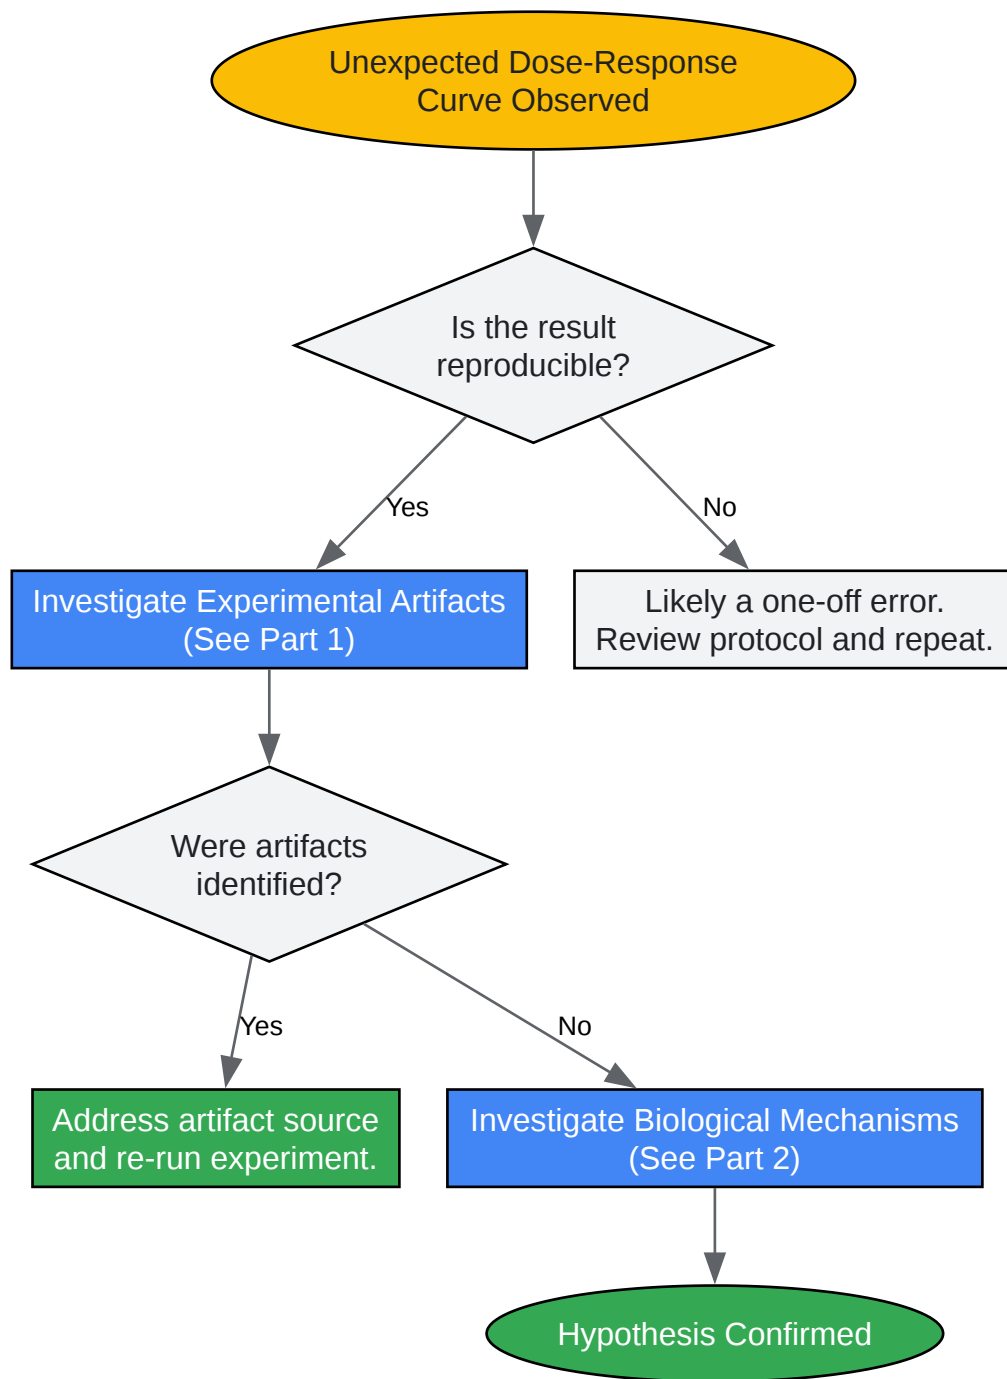 Unexpected Dose-Response
Curve Observed
Is the result
reproducible?
Yes
No
Investigate Experimental Artifacts
(See Part 1)
Likely a one-off error.
Review protocol and repeat.
Were artifacts
identified?
Yes
No
Address artifact source
and re-run experiment.
Investigate Biological Mechanisms
(See Part 2)
Hypothesis Confirmed